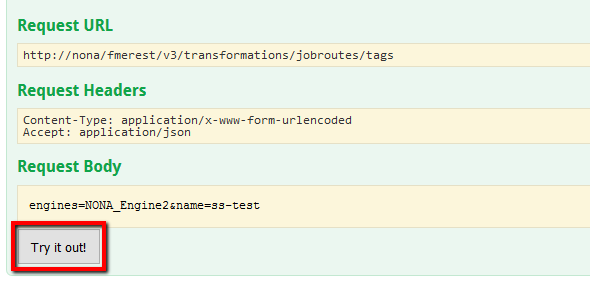 Request URL
http://nona/fmerest/v3/transformations/jobroutes/tags
Request Headers
Content-Type: application/x-www-form-urlencoded
Accept: application/json
Request Body
engines=NONA_Engine2&name=ss-test
Try it out!